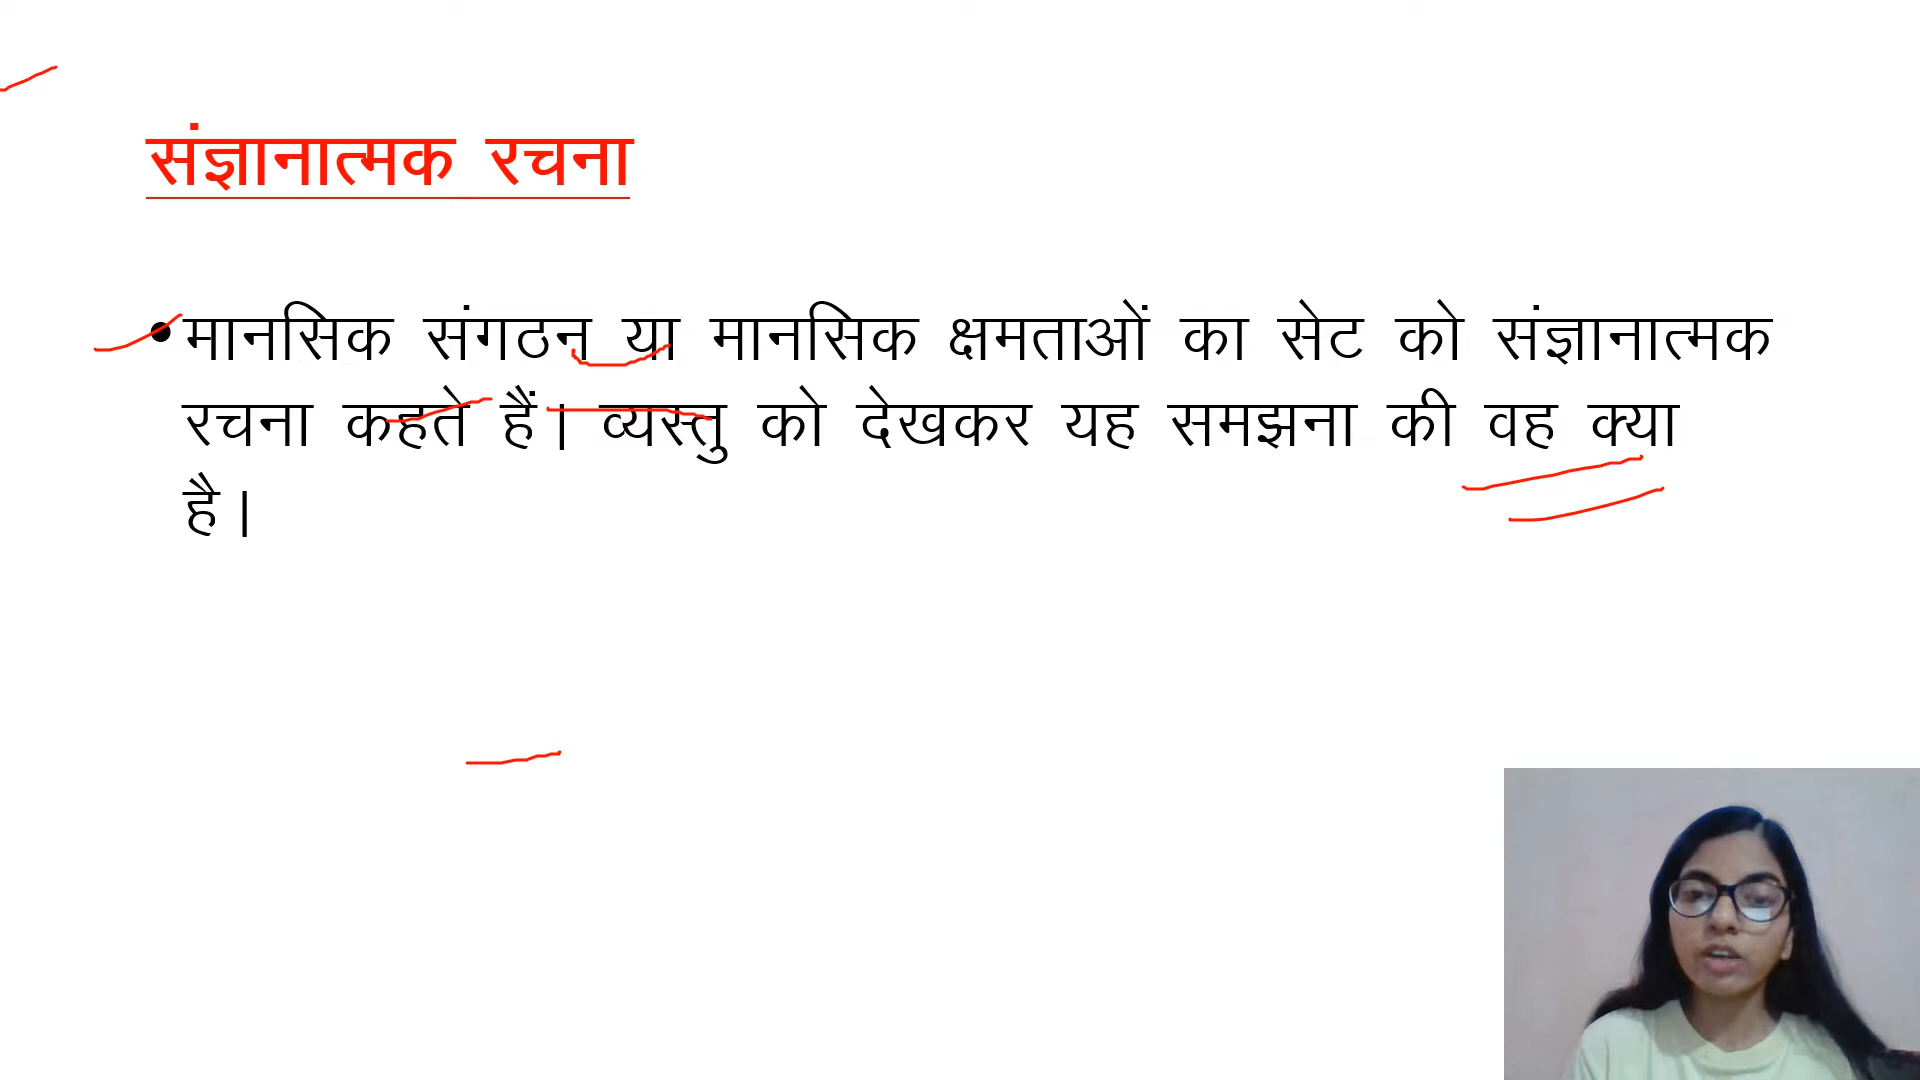 संज्ञानात्मक रचना
•मानसिक संगठन या मानसिक क्षमताओं का सेट को संज्ञानात्मक
रचना कहते हैं। व्यस्तु को देखकर यह समझना की वह क्या
है।